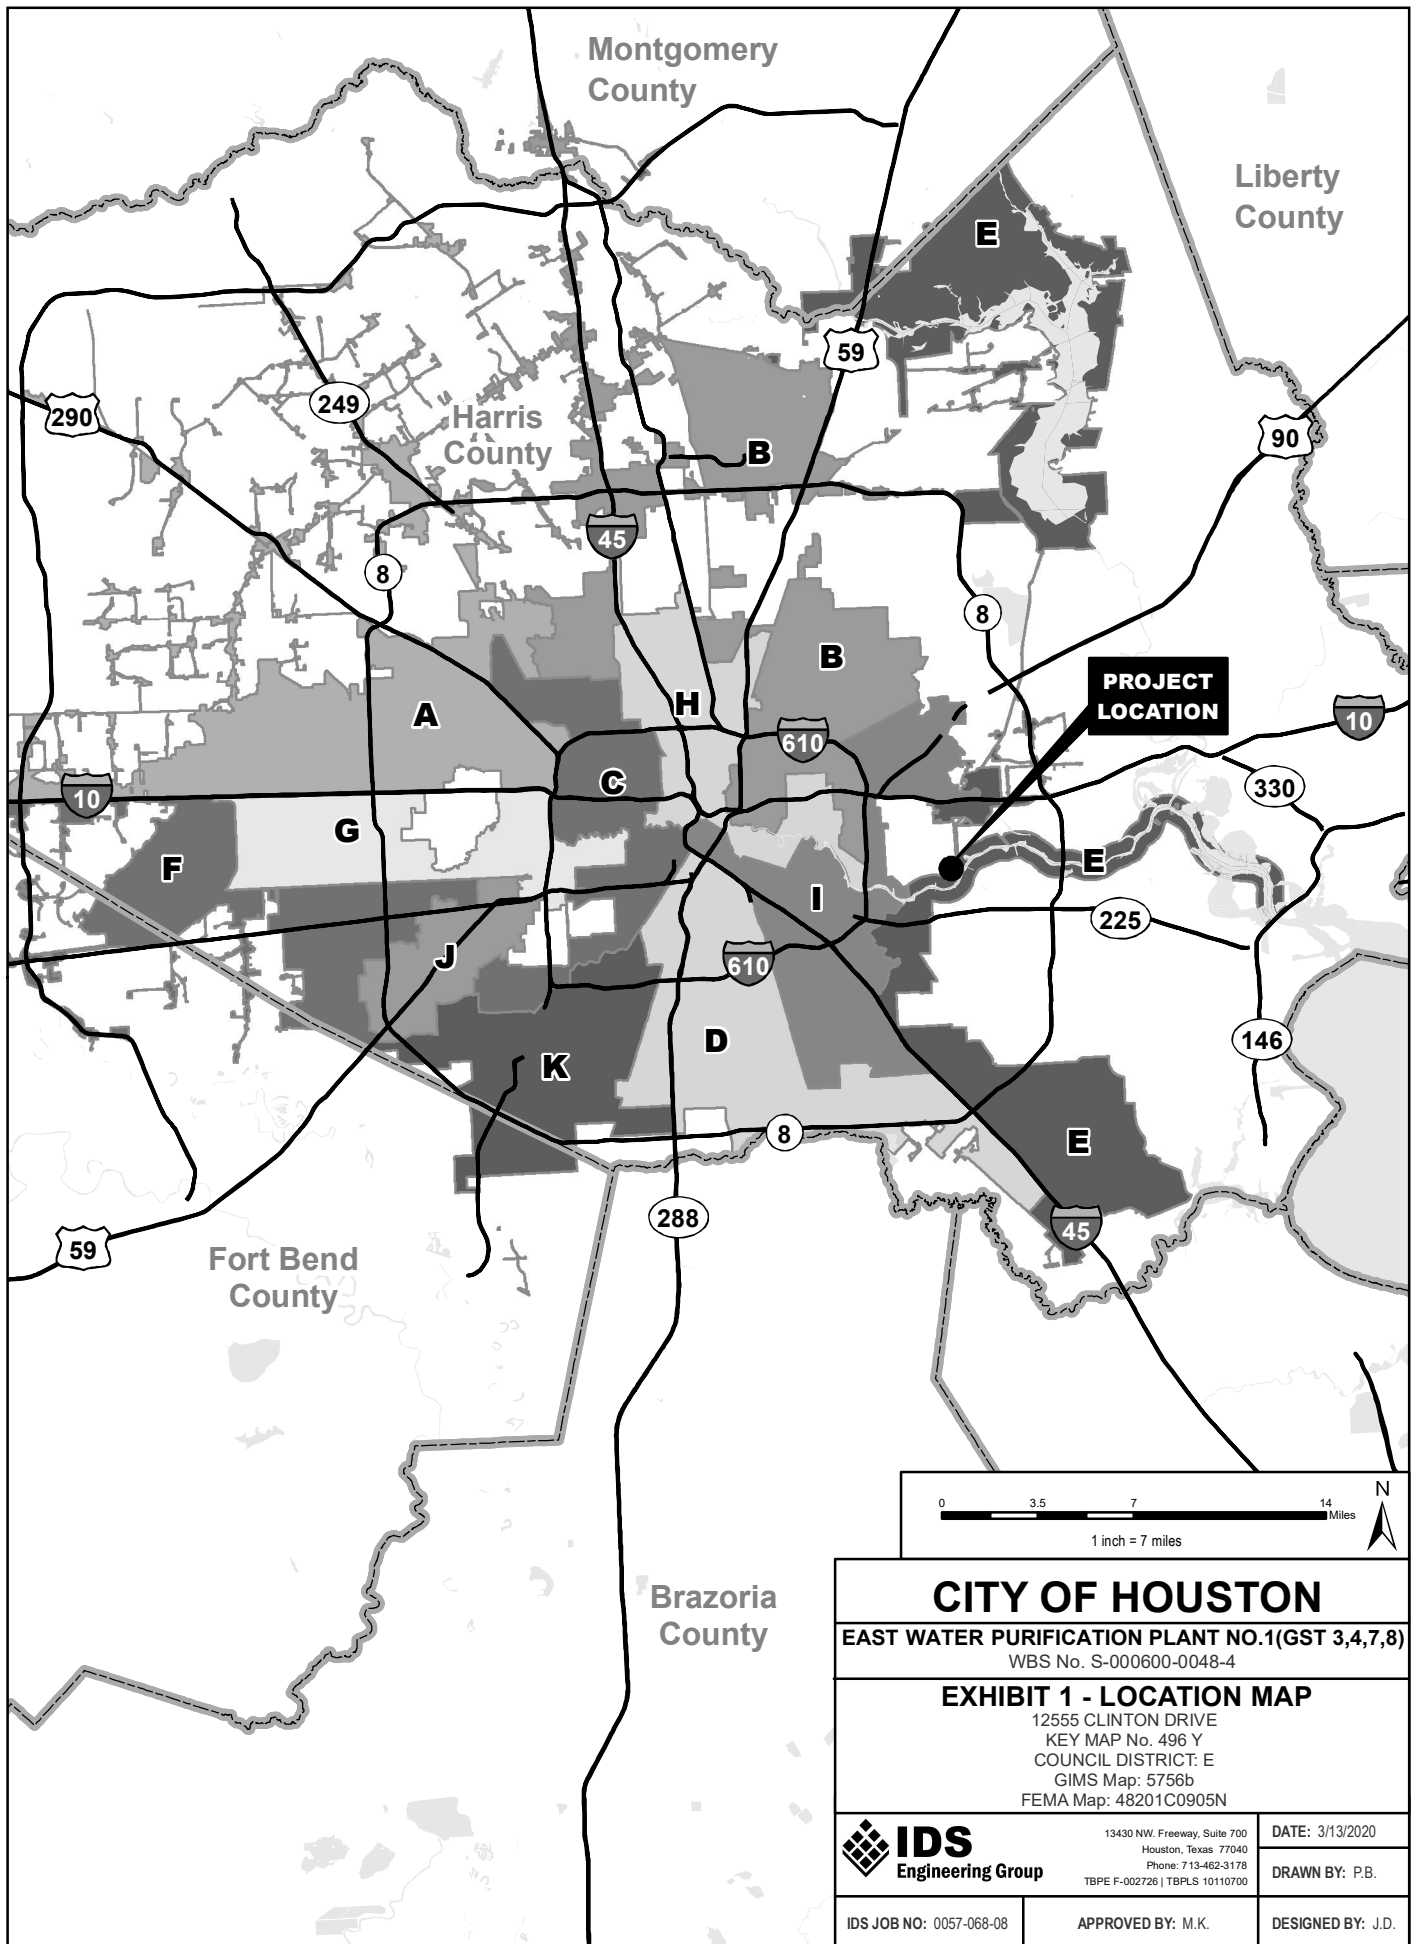 Montgomery
County
Liberty
County
E
59
290
249
Harris
County
90
B
45
8
8
B
PROJECT
LOCATION
A
H
10
610
C
10
330
G
F
E
I
225
J
610
D
146
K
8
E
288
45
59
Fort Bend
County
N
0 3.5 7 14
Miles
1 inch = 7 miles
Brazoria
County
CITY OF HOUSTON
EAST WATER PURIFICATION PLANT NO.1(GST 3,4,7,8)
WBS No. S-000600-0048-4
EXHIBIT 1 - LOCATION MAP
12555 CLINTON DRIVE
KEY MAP No. 496 Y
COUNCIL DISTRICT: E
GIMS Map: 5756b
FEMA Map: 48201C0905N
IDS
Engineering Group
13430 NW. Freeway, Suite 700
Houston, Texas 77040
Phone: 713-462-3178
TBPE F-002726 | TBPLS 10110700
DATE: 3/13/2020
DRAWN BY: P.B.
IDS JOB NO: 0057-068-08
APPROVED BY: M.K.
DESIGNED BY: J.D.